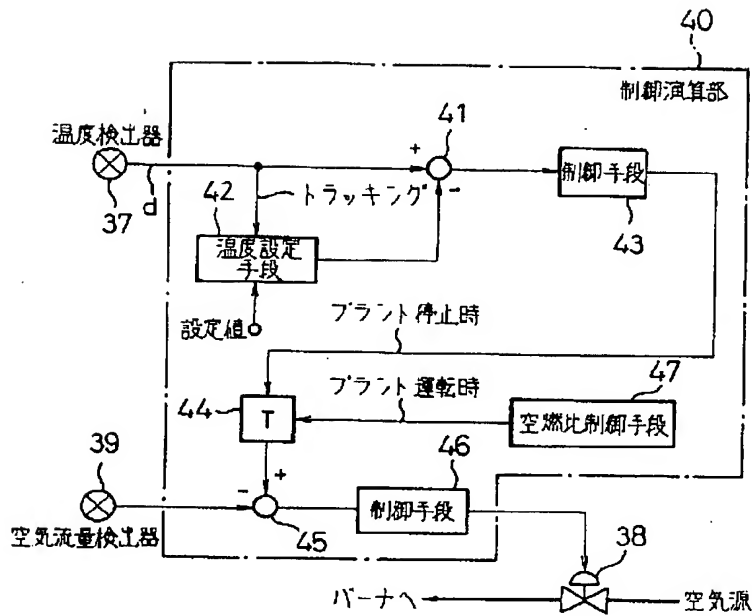 40
制御演算部
41
温度検出器
+
37
d
トラッキング
-
制御手段
43
42
温度設定
手段
設定値
プラント停止時
44
T
プラント運転時
47
空燃比制御手段
39
+
46
-
制御手段
空気流量検出器
45
38
バーナへ
空気源